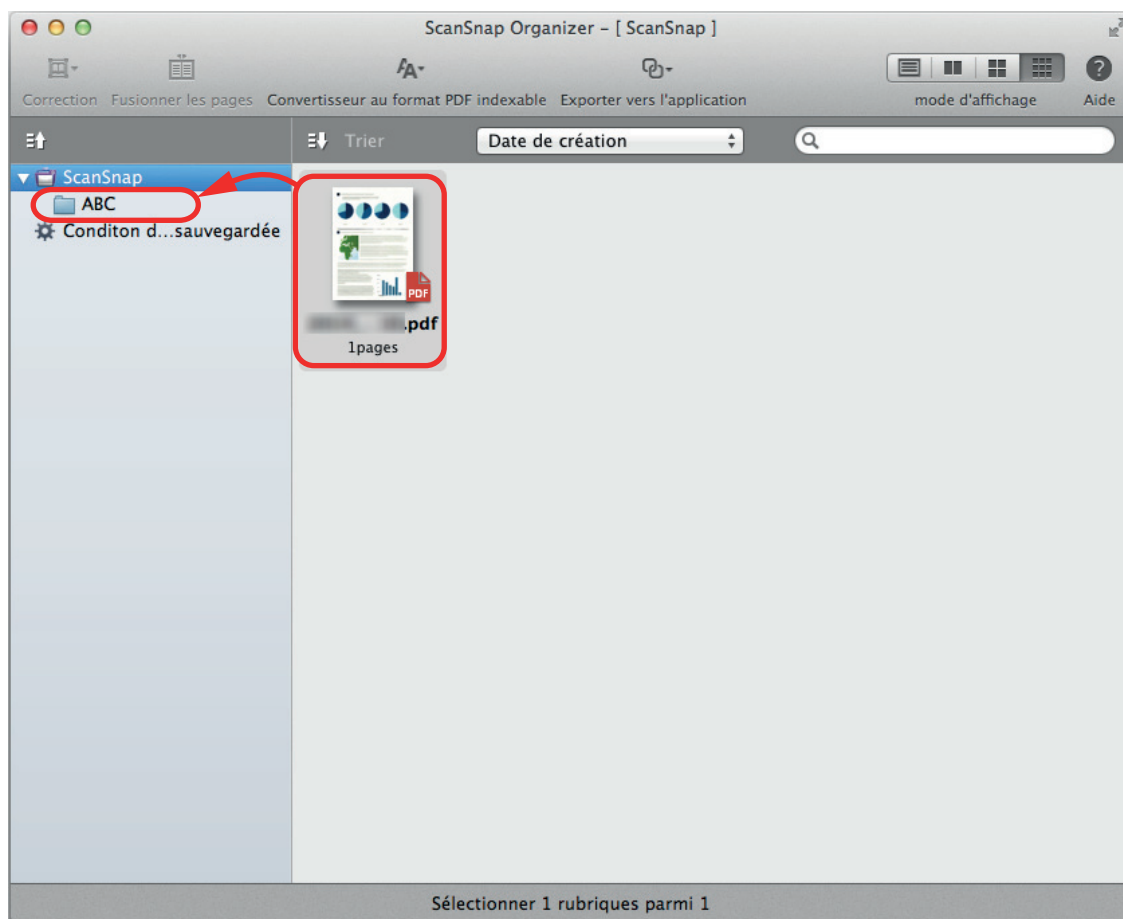 ScanSnap Organizer – [ ScanSnap ]
Correction Fusionner les pages Convertisseur au format PDF indexable Exporter vers l'application mode d'affichage Aide
Trier Date de création
ScanSnap
ABC
Conditon d...sauvegardée
PDF
.pdf
1pages
Sélectionner 1 rubriques parmi 1